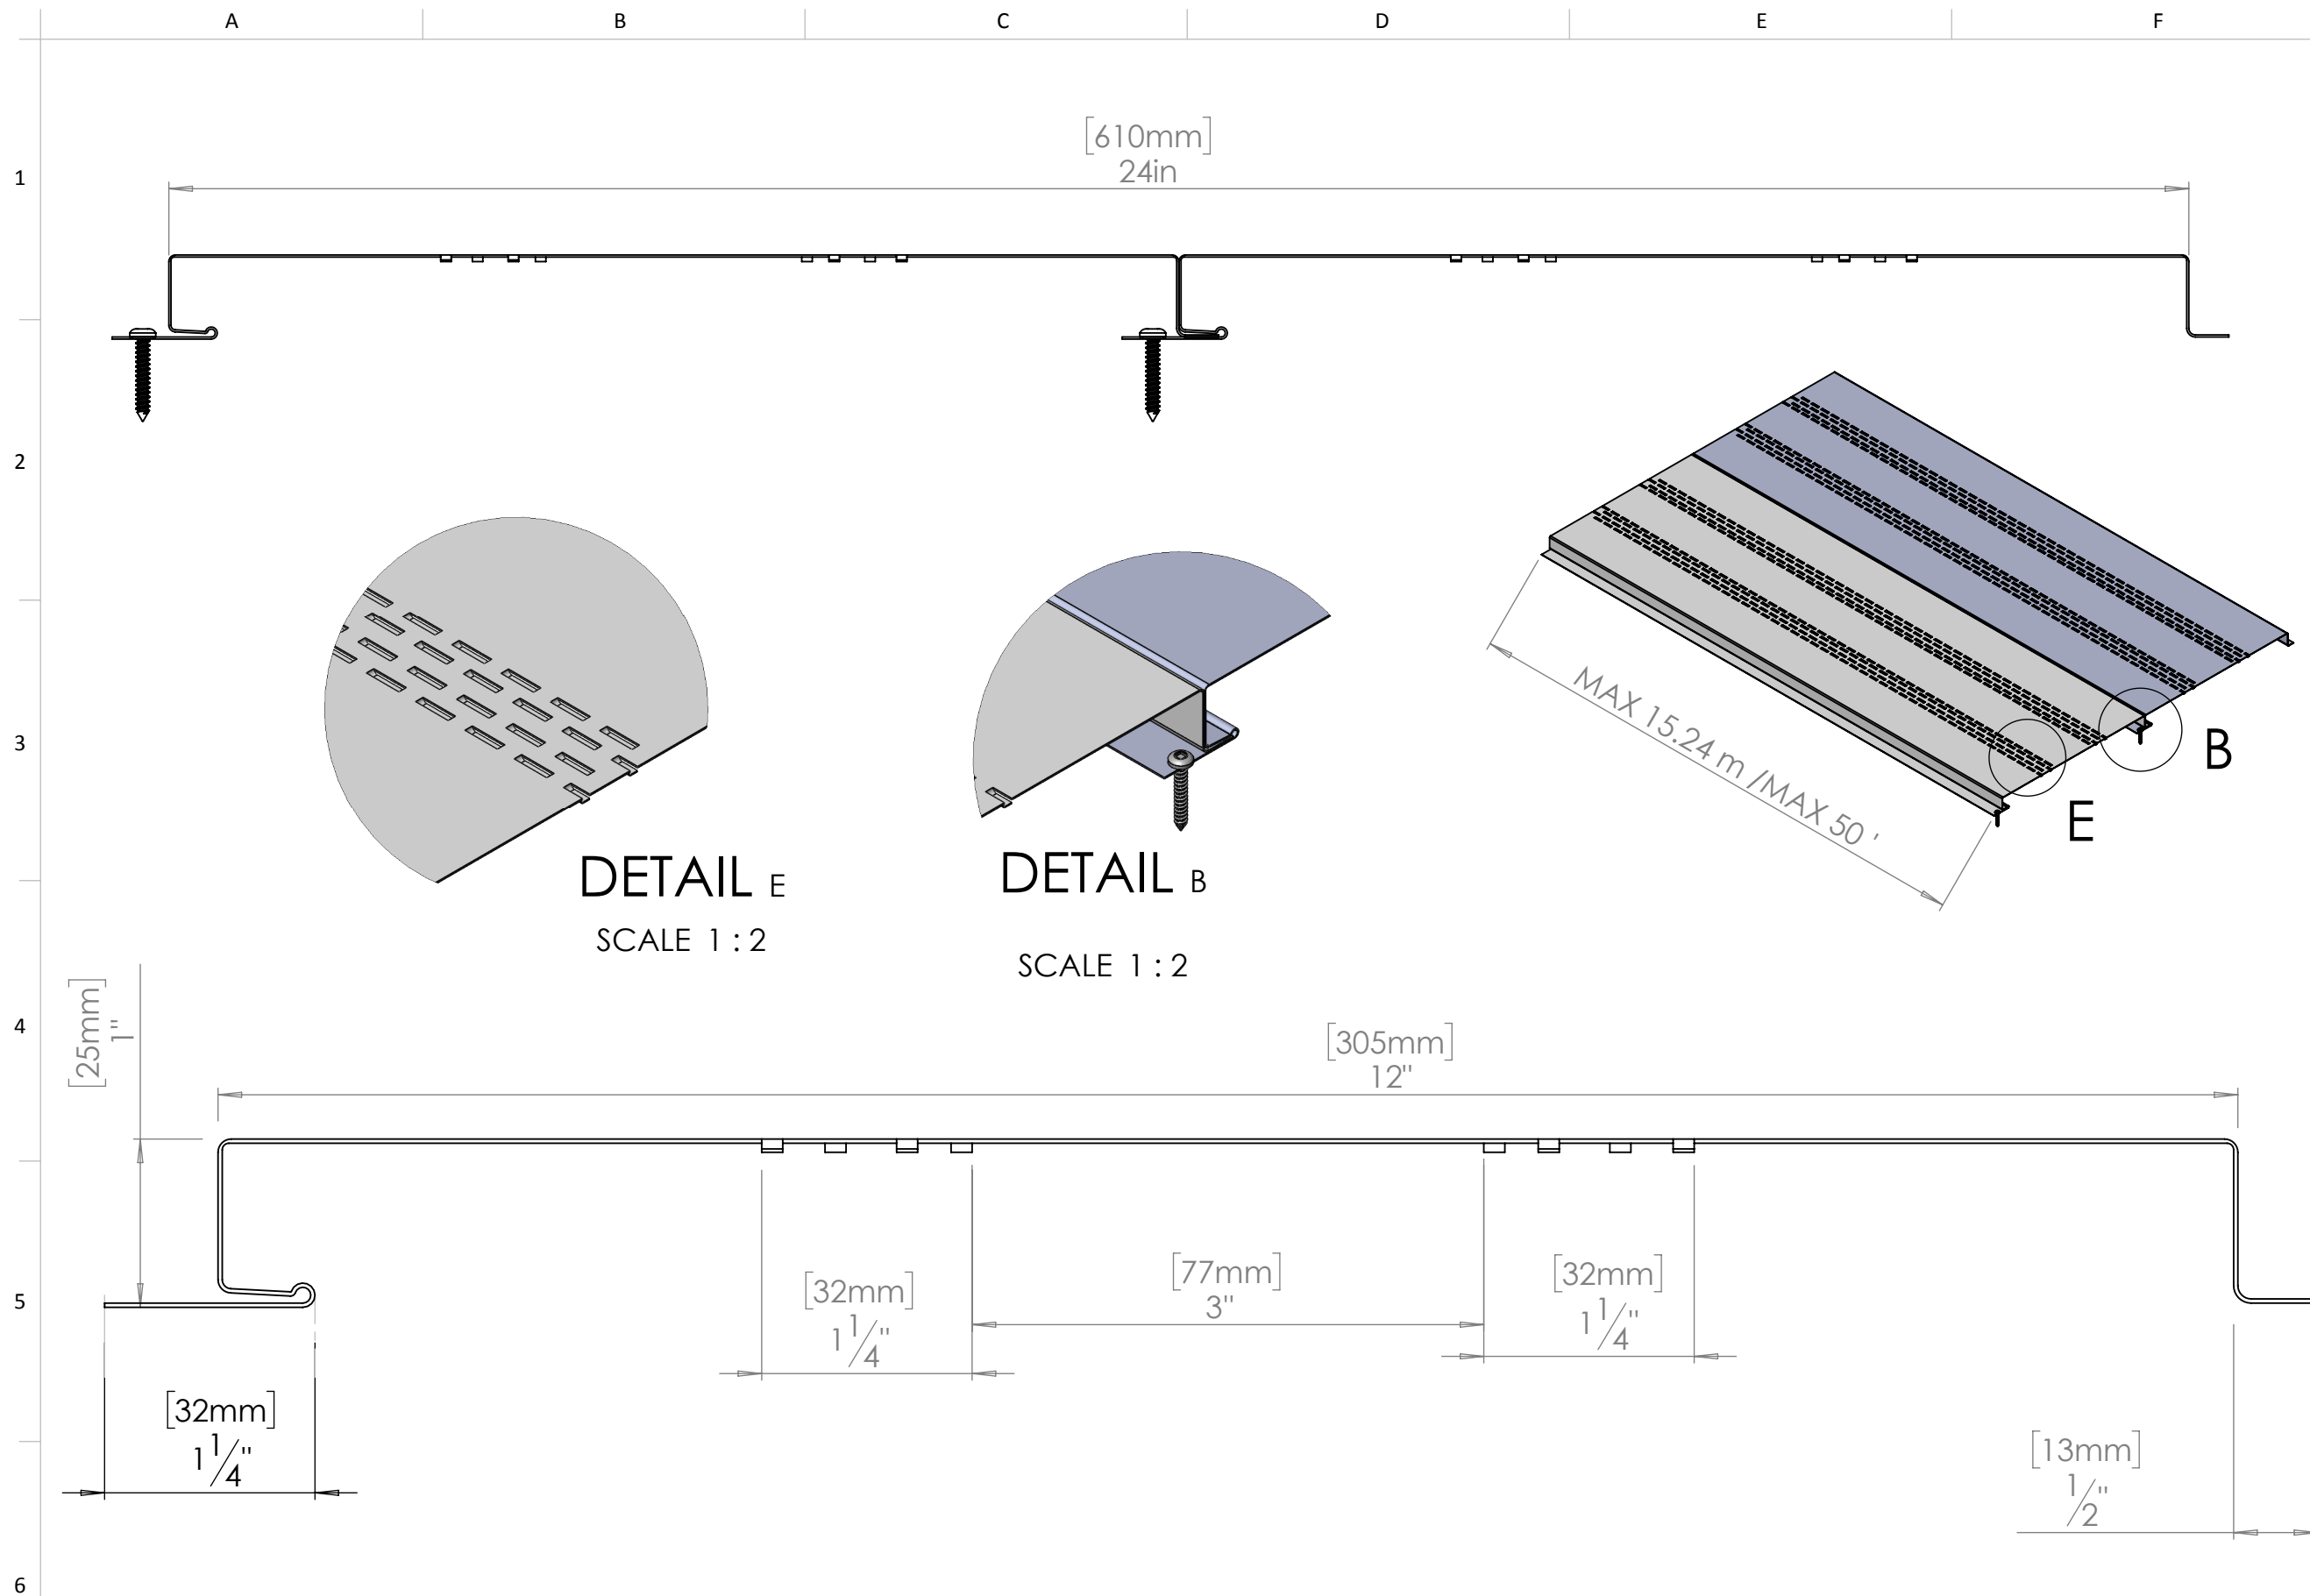 A B C D E F
1
[610mm]
24in
2
3
MAX 15.24 m /MAX 50 '
B
E
DETAIL E
SCALE 1 : 2
DETAIL B
SCALE 1 : 2
4
[25mm]
1"
[305mm]
12"
5
[32mm]
1 1/4"
[77mm]
3"
[32mm]
1 1/4"
[32mm]
1 1/4"
[13mm]
1/2"
6